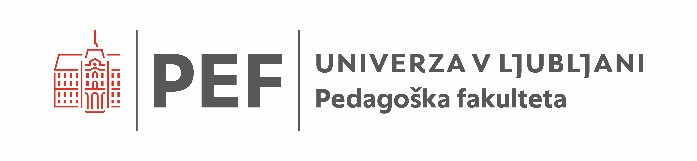 PEF
UNIVERZA V LJUBLJANI
Pedagoška fakulteta